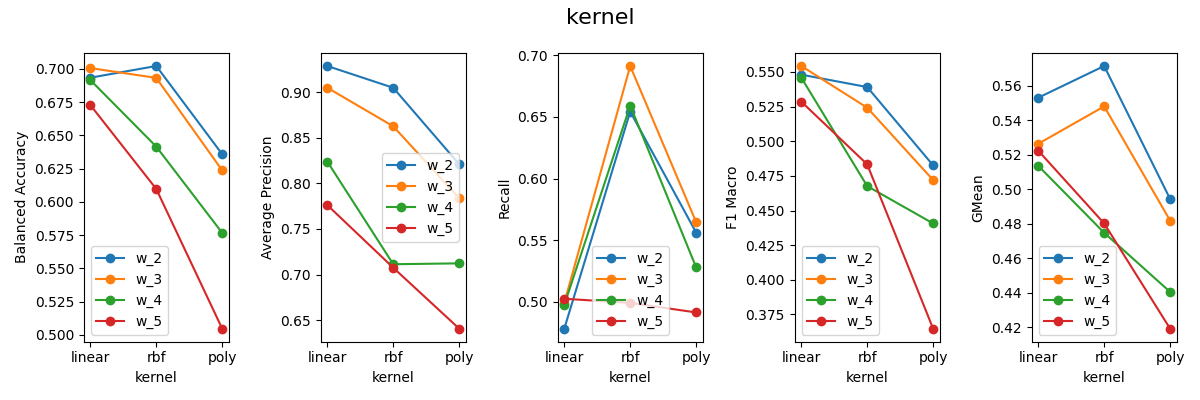 kernel
Balanced Accuracy
0.700
0.675
0.650
0.625
0.600
0.575
0.550
0.525
0.500
w_2
w_3
w_4
w_5
linear rbf poly
kernel
Average Precision
0.90
0.85
0.80
0.75
0.70
0.65
w_2
w_3
w_4
w_5
linear rbf poly
kernel
Recall
0.70
0.65
0.60
0.55
0.50
w_2
w_3
w_4
w_5
linear rbf poly
kernel
F1 Macro
0.550
0.525
0.500
0.475
0.450
0.425
0.400
0.375
w_2
w_3
w_4
w_5
linear rbf poly
kernel
GMean
0.56
0.54
0.52
0.50
0.48
0.46
0.44
0.42
w_2
w_3
w_4
w_5
linear rbf poly
kernel